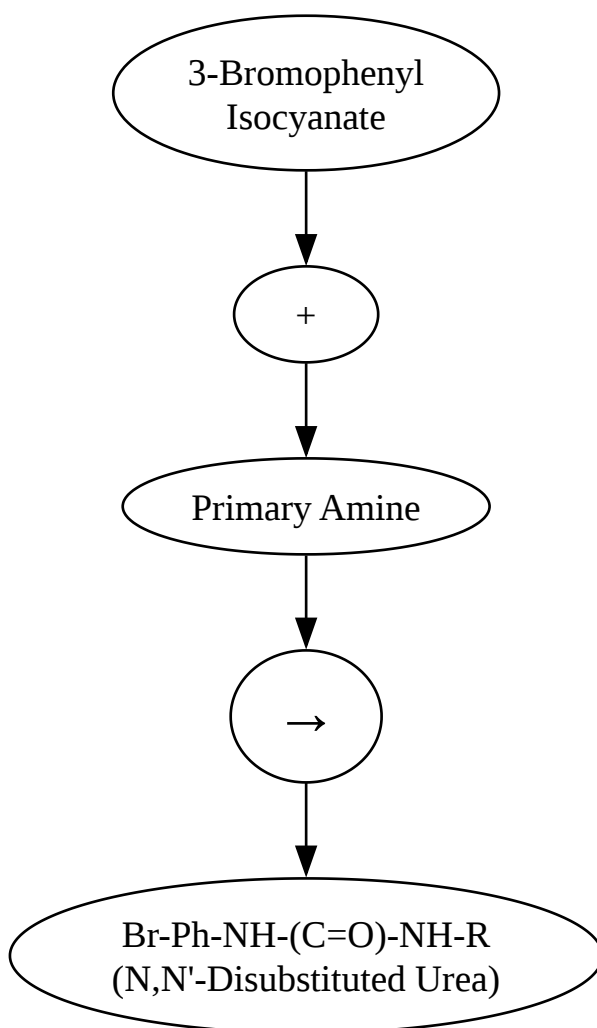 3-Bromophenyl
Isocyanate
+
Primary Amine
→
Br-Ph-NH-(C=O)-NH-R
(N,N'-Disubstituted Urea)